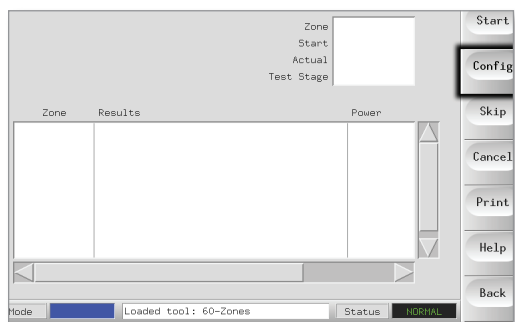 Zone
Start
Actual
Test Stage
Zone Results Power
Mode Loaded tool: 60-Zones Status NORMAL
Start
Config
Skip
Cancel
Print
Help
Back